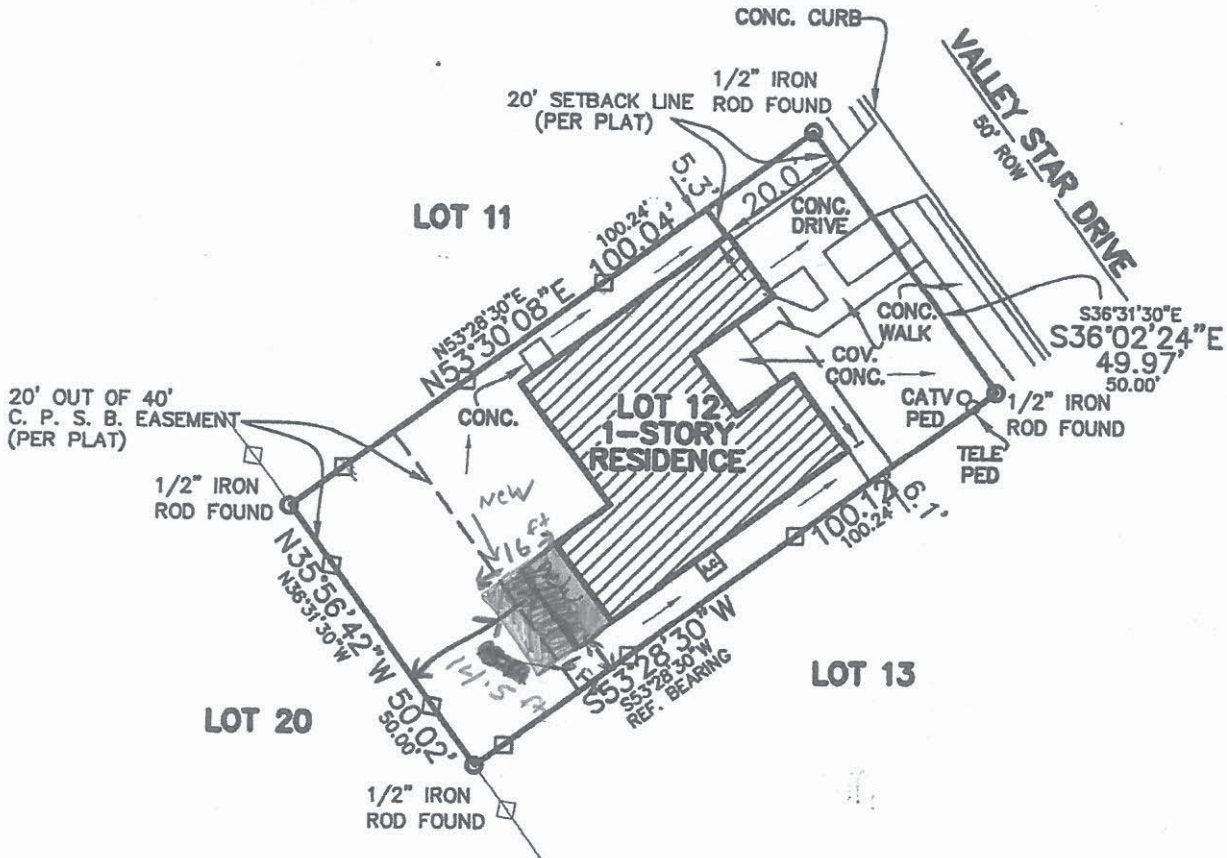 CONC. CURB
VALLEY STAR DRIVE
50' ROW
1/2" IRON
ROD FOUND
20' SETBACK LINE
(PER PLAT)
5.3'
20.0'
CONC.
DRIVE
LOT 11
100.24'
100.04'
N53°28'30"E
N53°30'08"E
CONC.
WALK
S36°31'30"E
S36°02'24"E
49.97'
50.00'
COV.
CONC.
CATV
PED
1/2" IRON
ROD FOUND
TELE
PED
20' OUT OF 40'
C. P. S. B. EASEMENT
(PER PLAT)
CONC.
LOT 12
1-STORY
RESIDENCE
1/2" IRON
ROD FOUND
New
16 ft
6.1'
100.12'
100.24'
N35°56'42"W 50.02'
N36°31'30"W
50.00'
14.5 ft
S53°28'30"W
S53°28'30"W
REF. BEARING
LOT 13
LOT 20
1/2" IRON
ROD FOUND